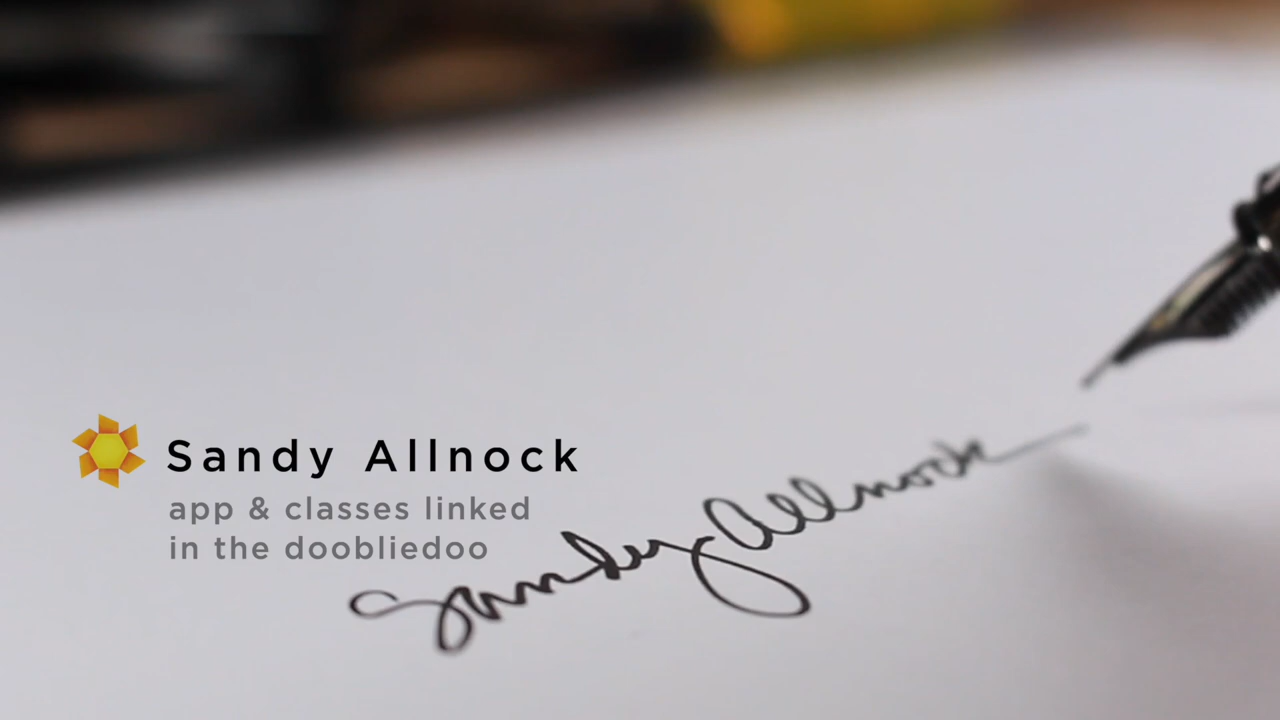 Sandy Allnock
app & classes linked
in the doobliedoo
Sandy Allnock